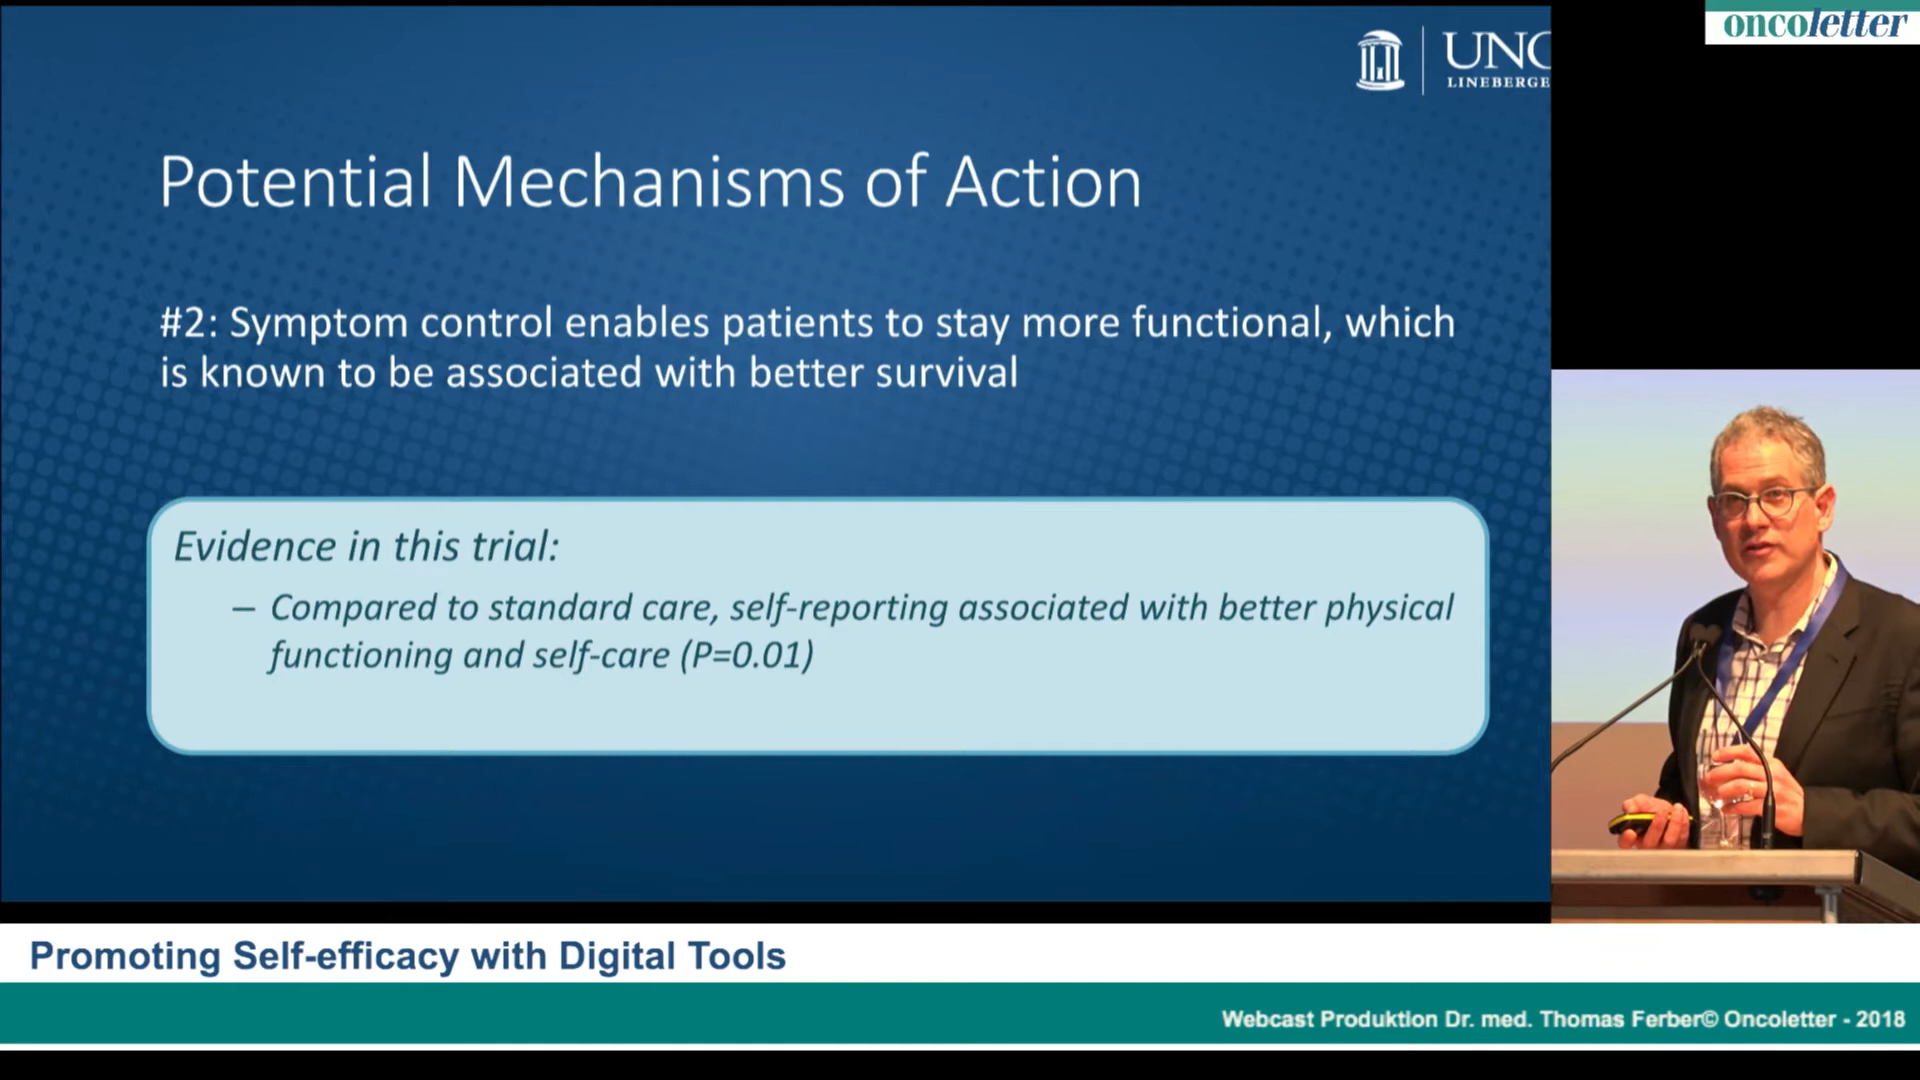 oncoletter
UNC
LINEBERGE
Potential Mechanisms of Action
#2: Symptom control enables patients to stay more functional, which
is known to be associated with better survival
Evidence in this trial:
– Compared to standard care, self-reporting associated with better physical
functioning and self-care (P=0.01)
Promoting Self-efficacy with Digital Tools
Webcast Produktion Dr. med. Thomas Ferber© Oncoletter - 2018